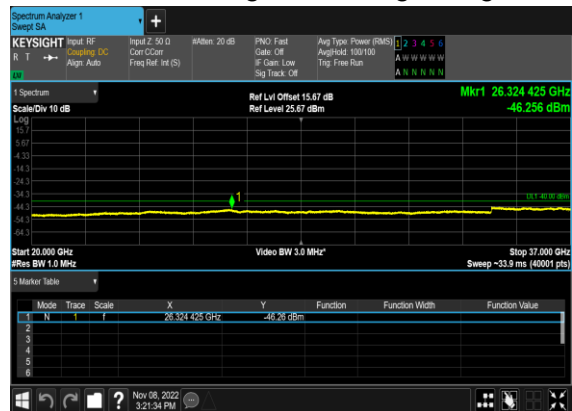 Spectrum Analyzer 1
Swept SA
+
KEYSIGHT Input: RF Input Z: 50 Ω #Atten: 20 dB PNO: Fast Avg Type: Power (RMS) 1 2 3 4 5 6
R T Coupling: DC Corr CCorr Gate: Off Avg|Hold: 100/100 A W W W W W
Align: Auto Freq Ref: Int (S) IF Gain: Low Trig: Free Run
Sig Track: Off A N N N N N
1 Spectrum Ref Lvl Offset 15.67 dB Mkr1 26.324 425 GHz
Scale/Div 10 dB Ref Level 25.67 dBm -46.256 dBm
Log
15.7
5.67
-4.33
-14.3
-24.3
-34.3
1
-44.3
-54.3
-64.3
Start 20.000 GHz Video BW 3.0 MHz* Stop 37.000 GHz
#Res BW 1.0 MHz Sweep ~33.9 ms (40001 pts)
5 Marker Table
Mode Trace Scale X Y Function Function Width Function Value
1 N 1 f 26.324 425 GHz -46.26 dBm
2
3
4
5
6
? Nov 08, 2022
3:21:34 PM